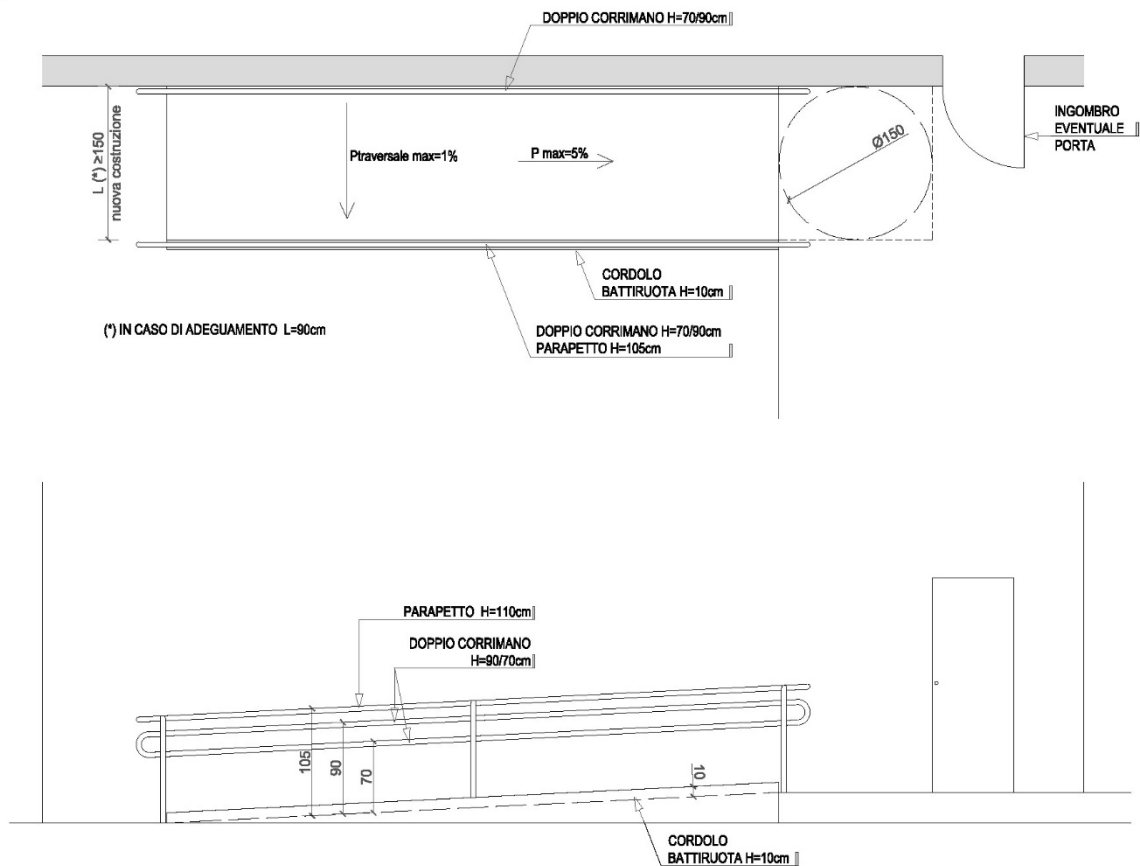 DOPPIO CORRIMANO H=70/90cm
L (*) ≥150
nuova costruzione
Ptraversale max=1%
P max=5%
Ø150
INGOMBRO
EVENTUALE
PORTA
CORDOLO
BATTIRUOTA H=10cm
(*) IN CASO DI ADEGUAMENTO L=90cm
DOPPIO CORRIMANO H=70/90cm
PARAPETTO H=105cm
PARAPETTO H=110cm
DOPPIO CORRIMANO
H=90/70cm
105
90
70
10
CORDOLO
BATTIRUOTA H=10cm